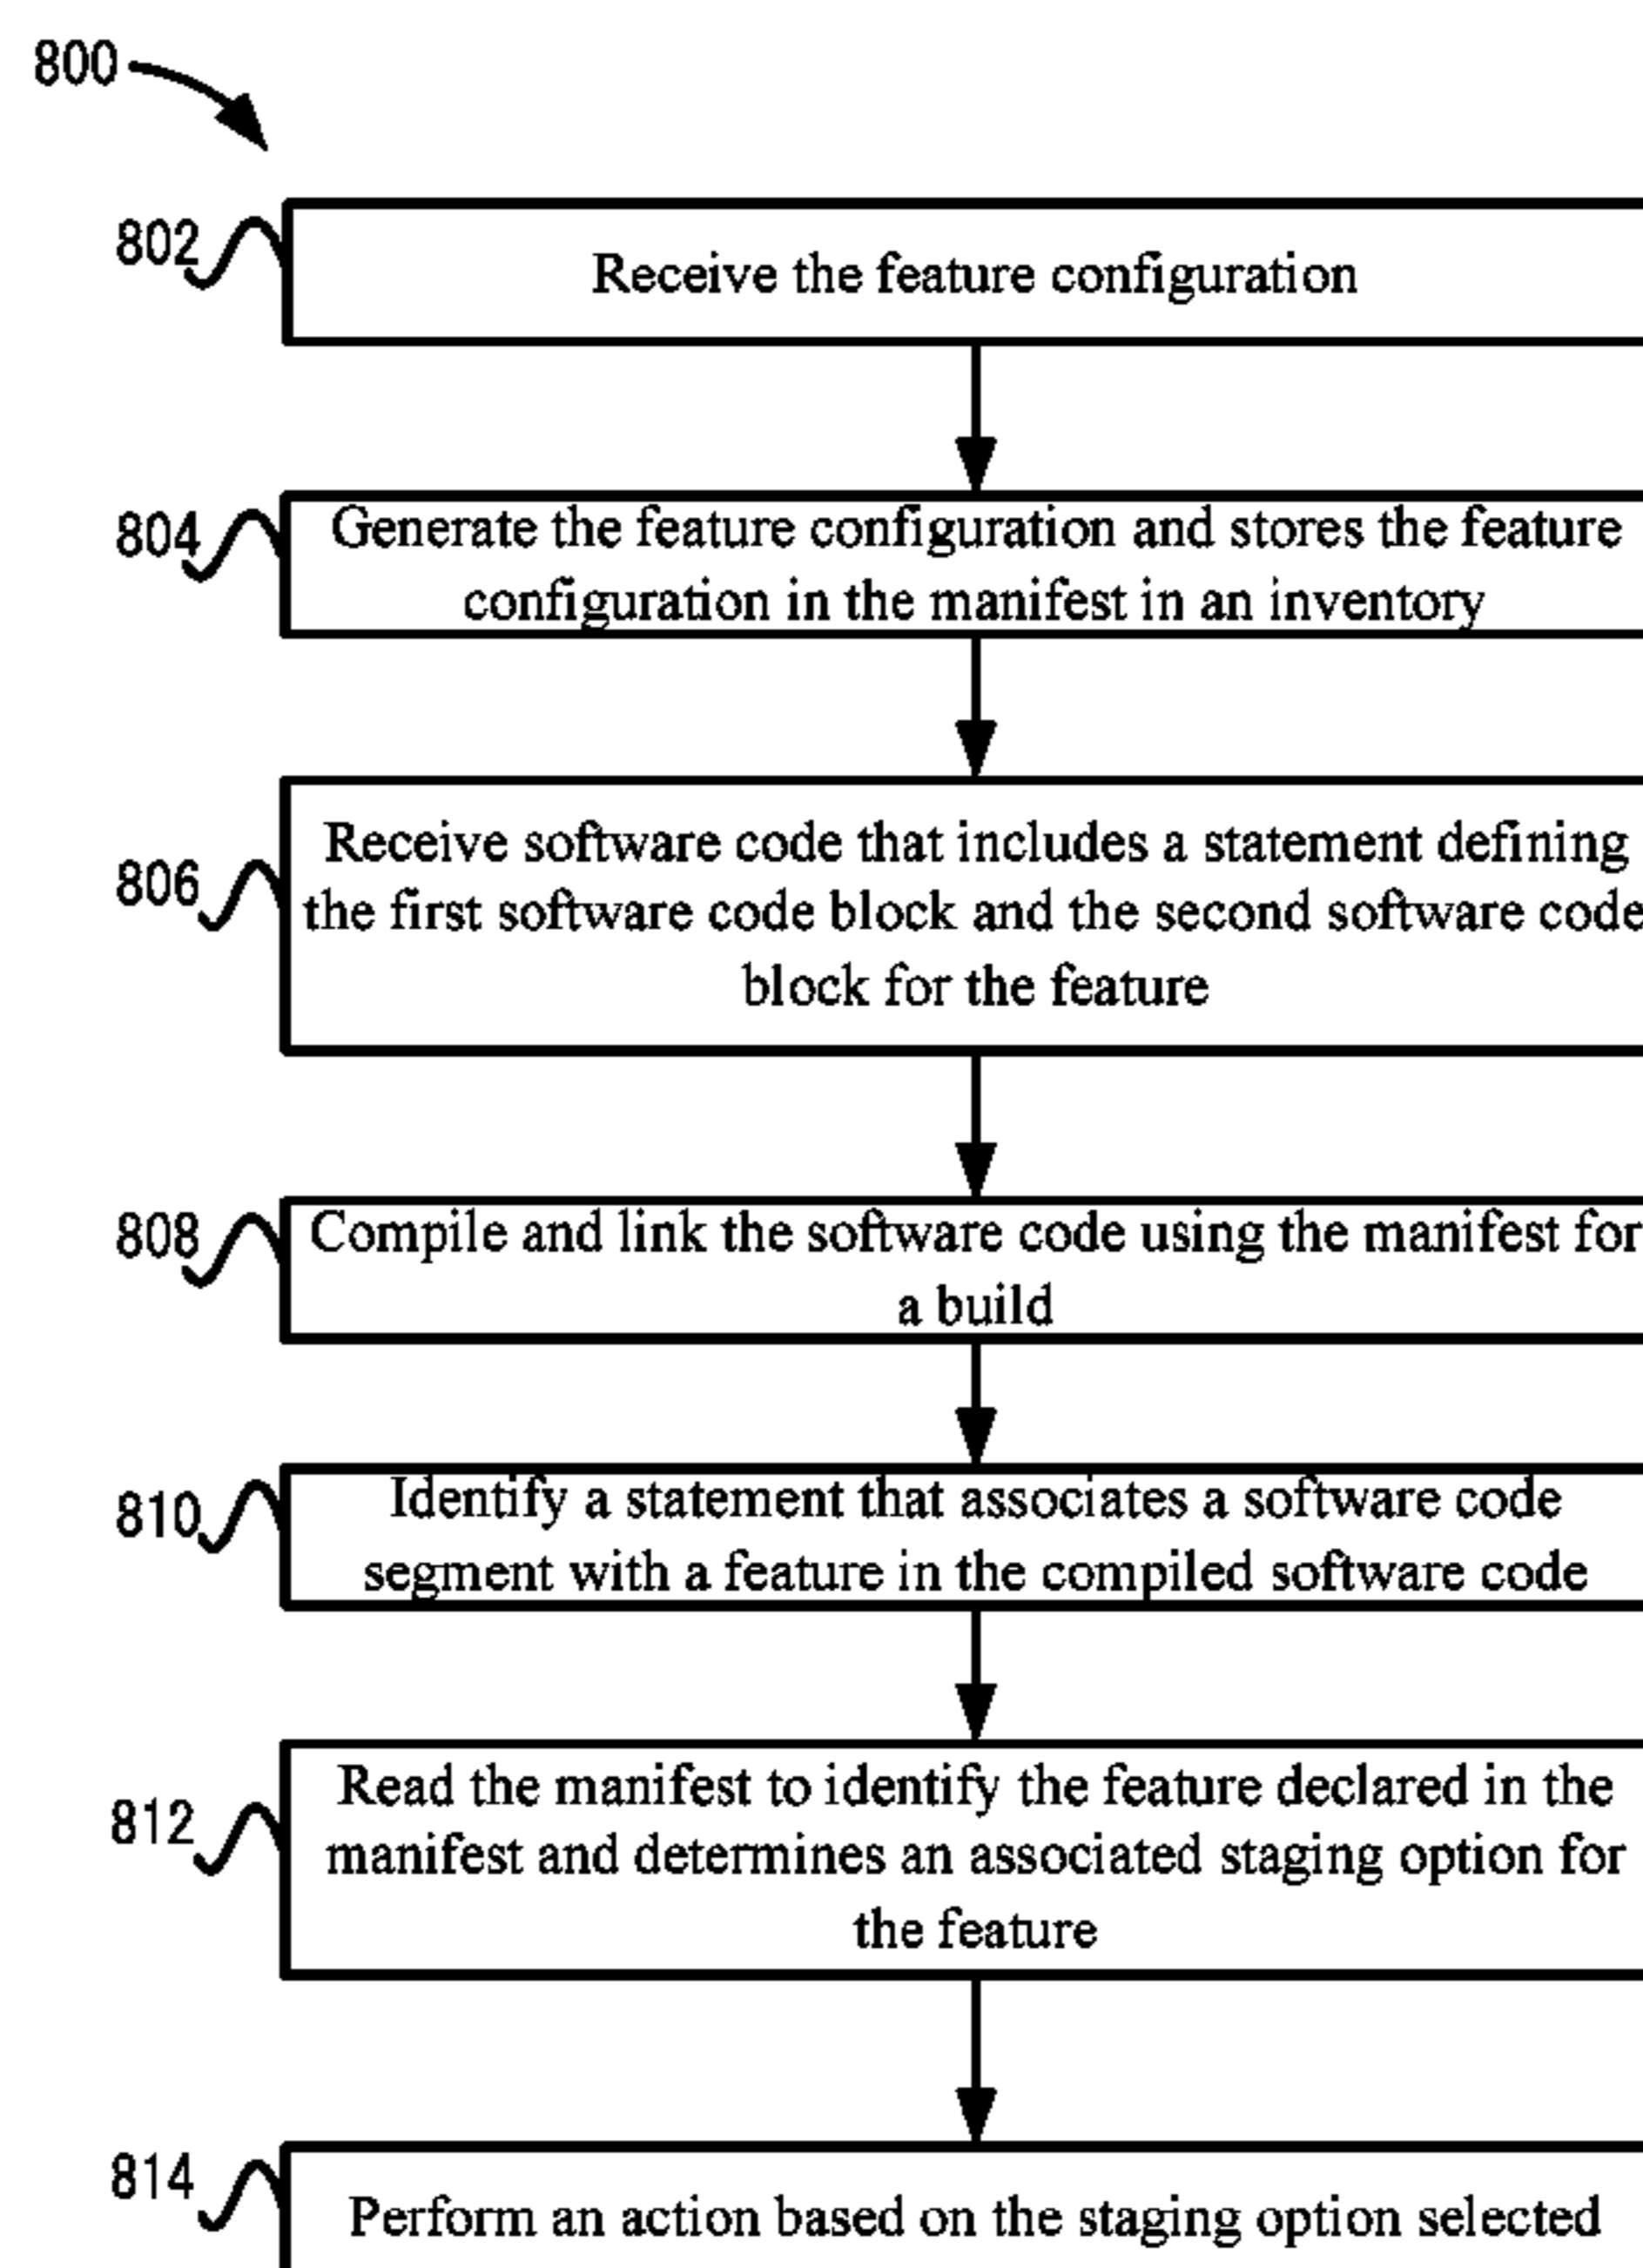 800
802
Receive the feature configuration
804
Generate the feature configuration and stores the feature
configuration in the manifest in an inventory
806
Receive software code that includes a statement defining
the first software code block and the second software code
block for the feature
808
Compile and link the software code using the manifest for
a build
810
Identify a statement that associates a software code
segment with a feature in the compiled software code
812
Read the manifest to identify the feature declared in the
manifest and determines an associated staging option for
the feature
814
Perform an action based on the staging option selected